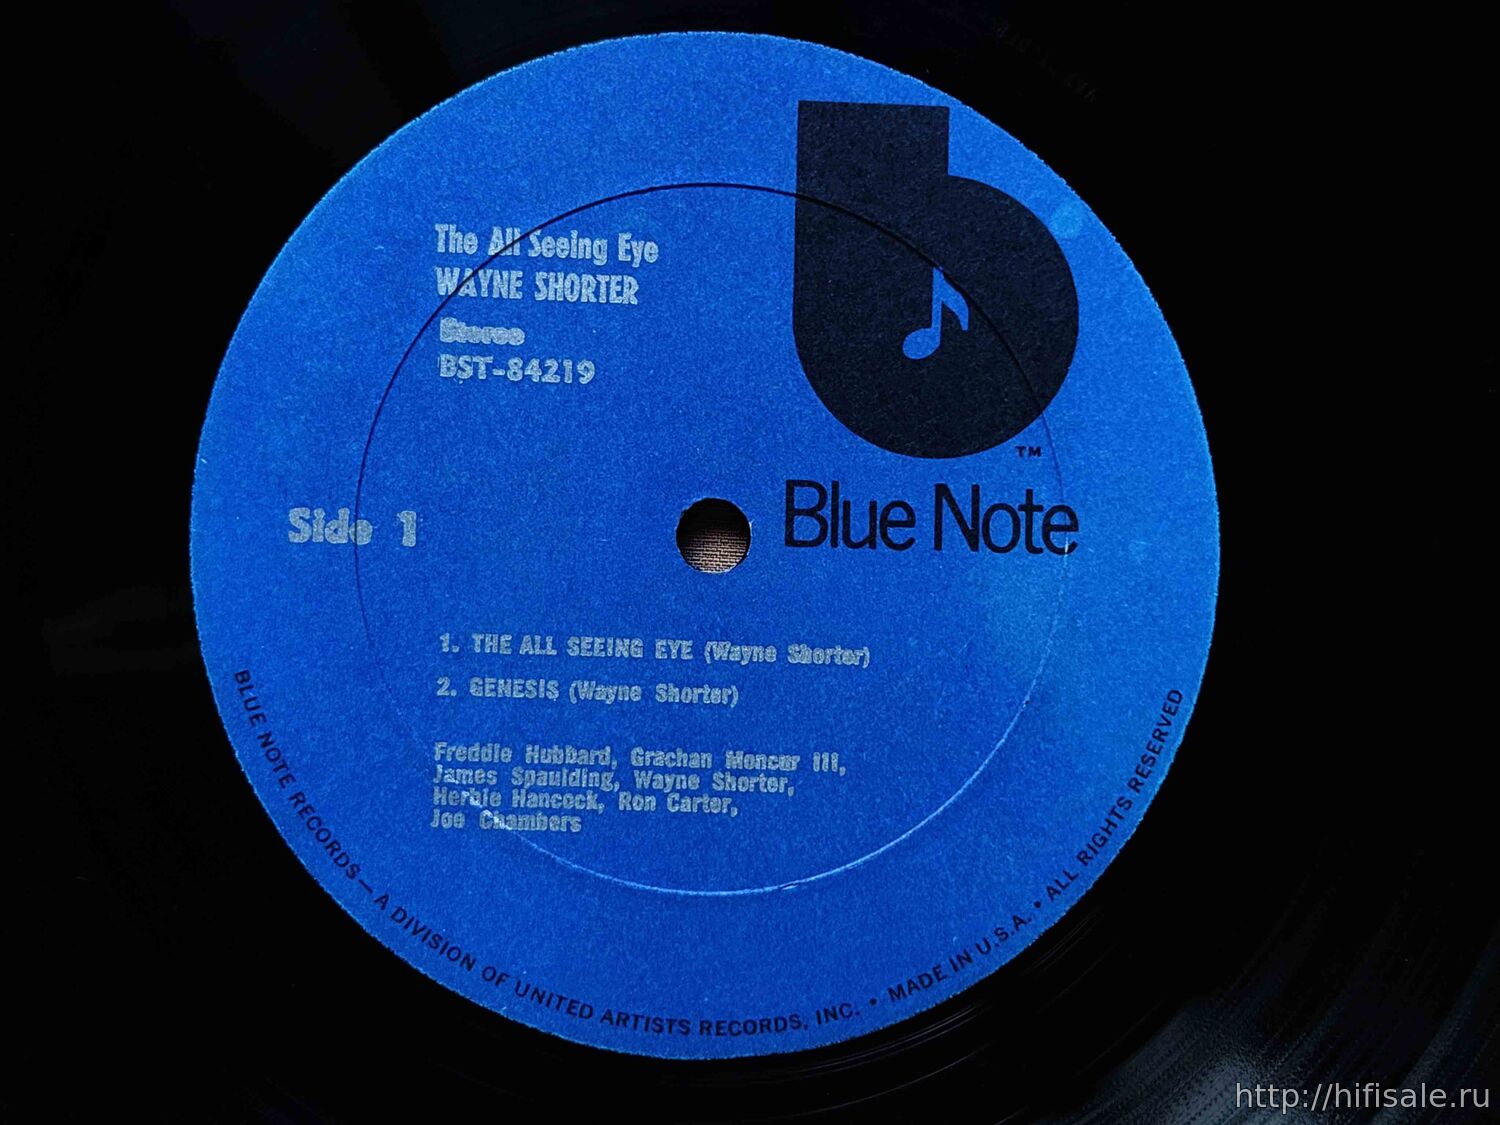 The All Seeing Eye
WAYNE SHORTER
Stereo
BST-84219
TM
Blue Note
Side 1
1. THE ALL SEEING EYE (Wayne Shorter)
2. GENESIS (Wayne Shorter)
Freddie Hubbard, Grachan Moncur III,
James Spaulding, Wayne Shorter,
Herbie Hancock, Ron Carter,
Joe Chambers
BLUE NOTE RECORDS — A DIVISION OF UNITED ARTISTS RECORDS, INC. • MADE IN U.S.A. • ALL RIGHTS RESERVED
http://hifisale.ru